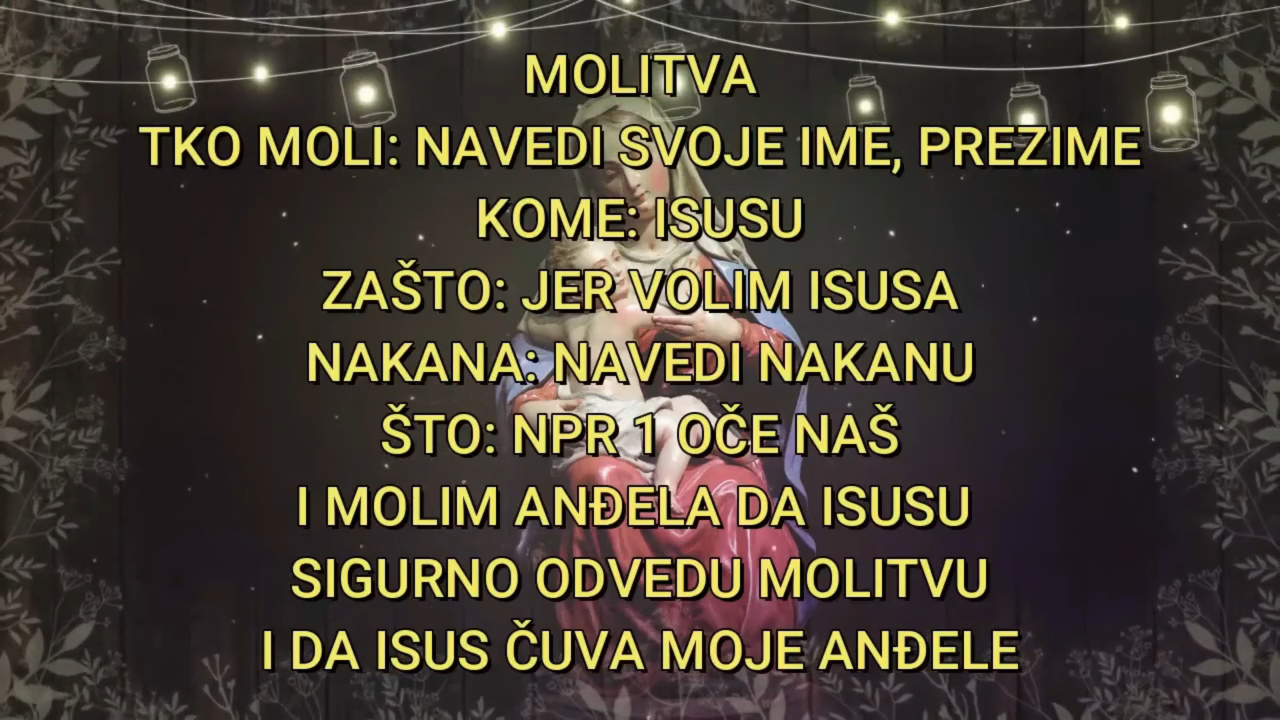 MOLITVA
TKO MOLI: NAVEDI SVOJE IME, PREZIME
KOME: ISUSU
ZAŠTO: JER VOLIM ISUSA
NAKANA: NAVEDI NAKANU
ŠTO: NPR 1 OČE NAŠ
I MOLIM ANĐELA DA ISUSU
SIGURNO ODVEDU MOLITVU
I DA ISUS ČUVA MOJE ANĐELE